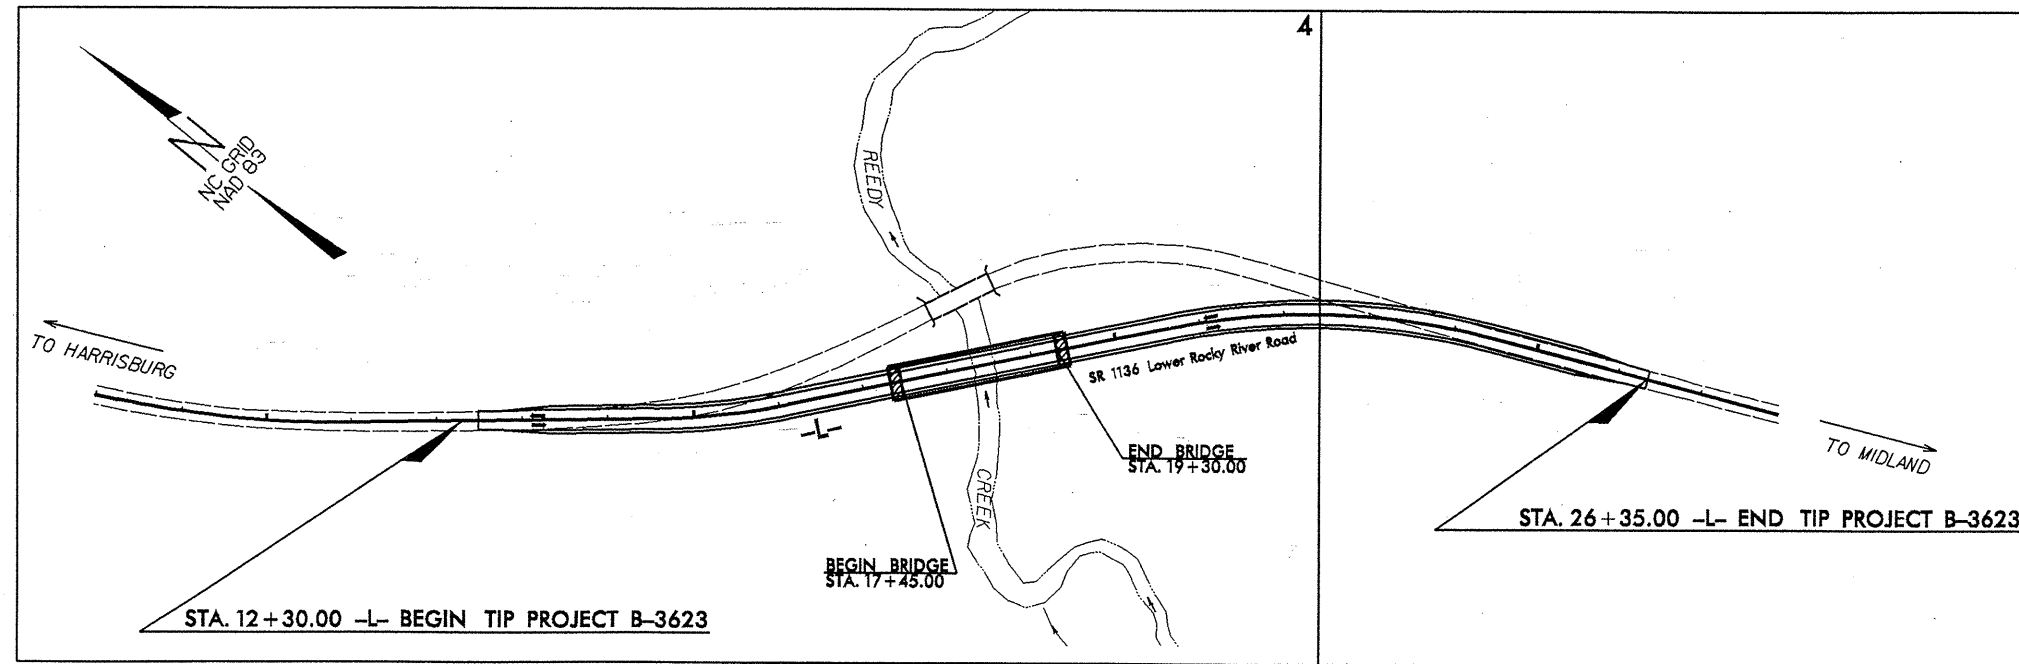 4
NC GRID
NAD 83
REEDY
TO HARRISBURG
SR 1136 Lower Rocky River Road
-L-
END BRIDGE
STA. 19+30.00
TO MIDLAND
CREEK
STA. 26+35.00 -L- END TIP PROJECT B-3623
BEGIN BRIDGE
STA. 17+45.00
STA. 12+30.00 -L- BEGIN TIP PROJECT B-3623